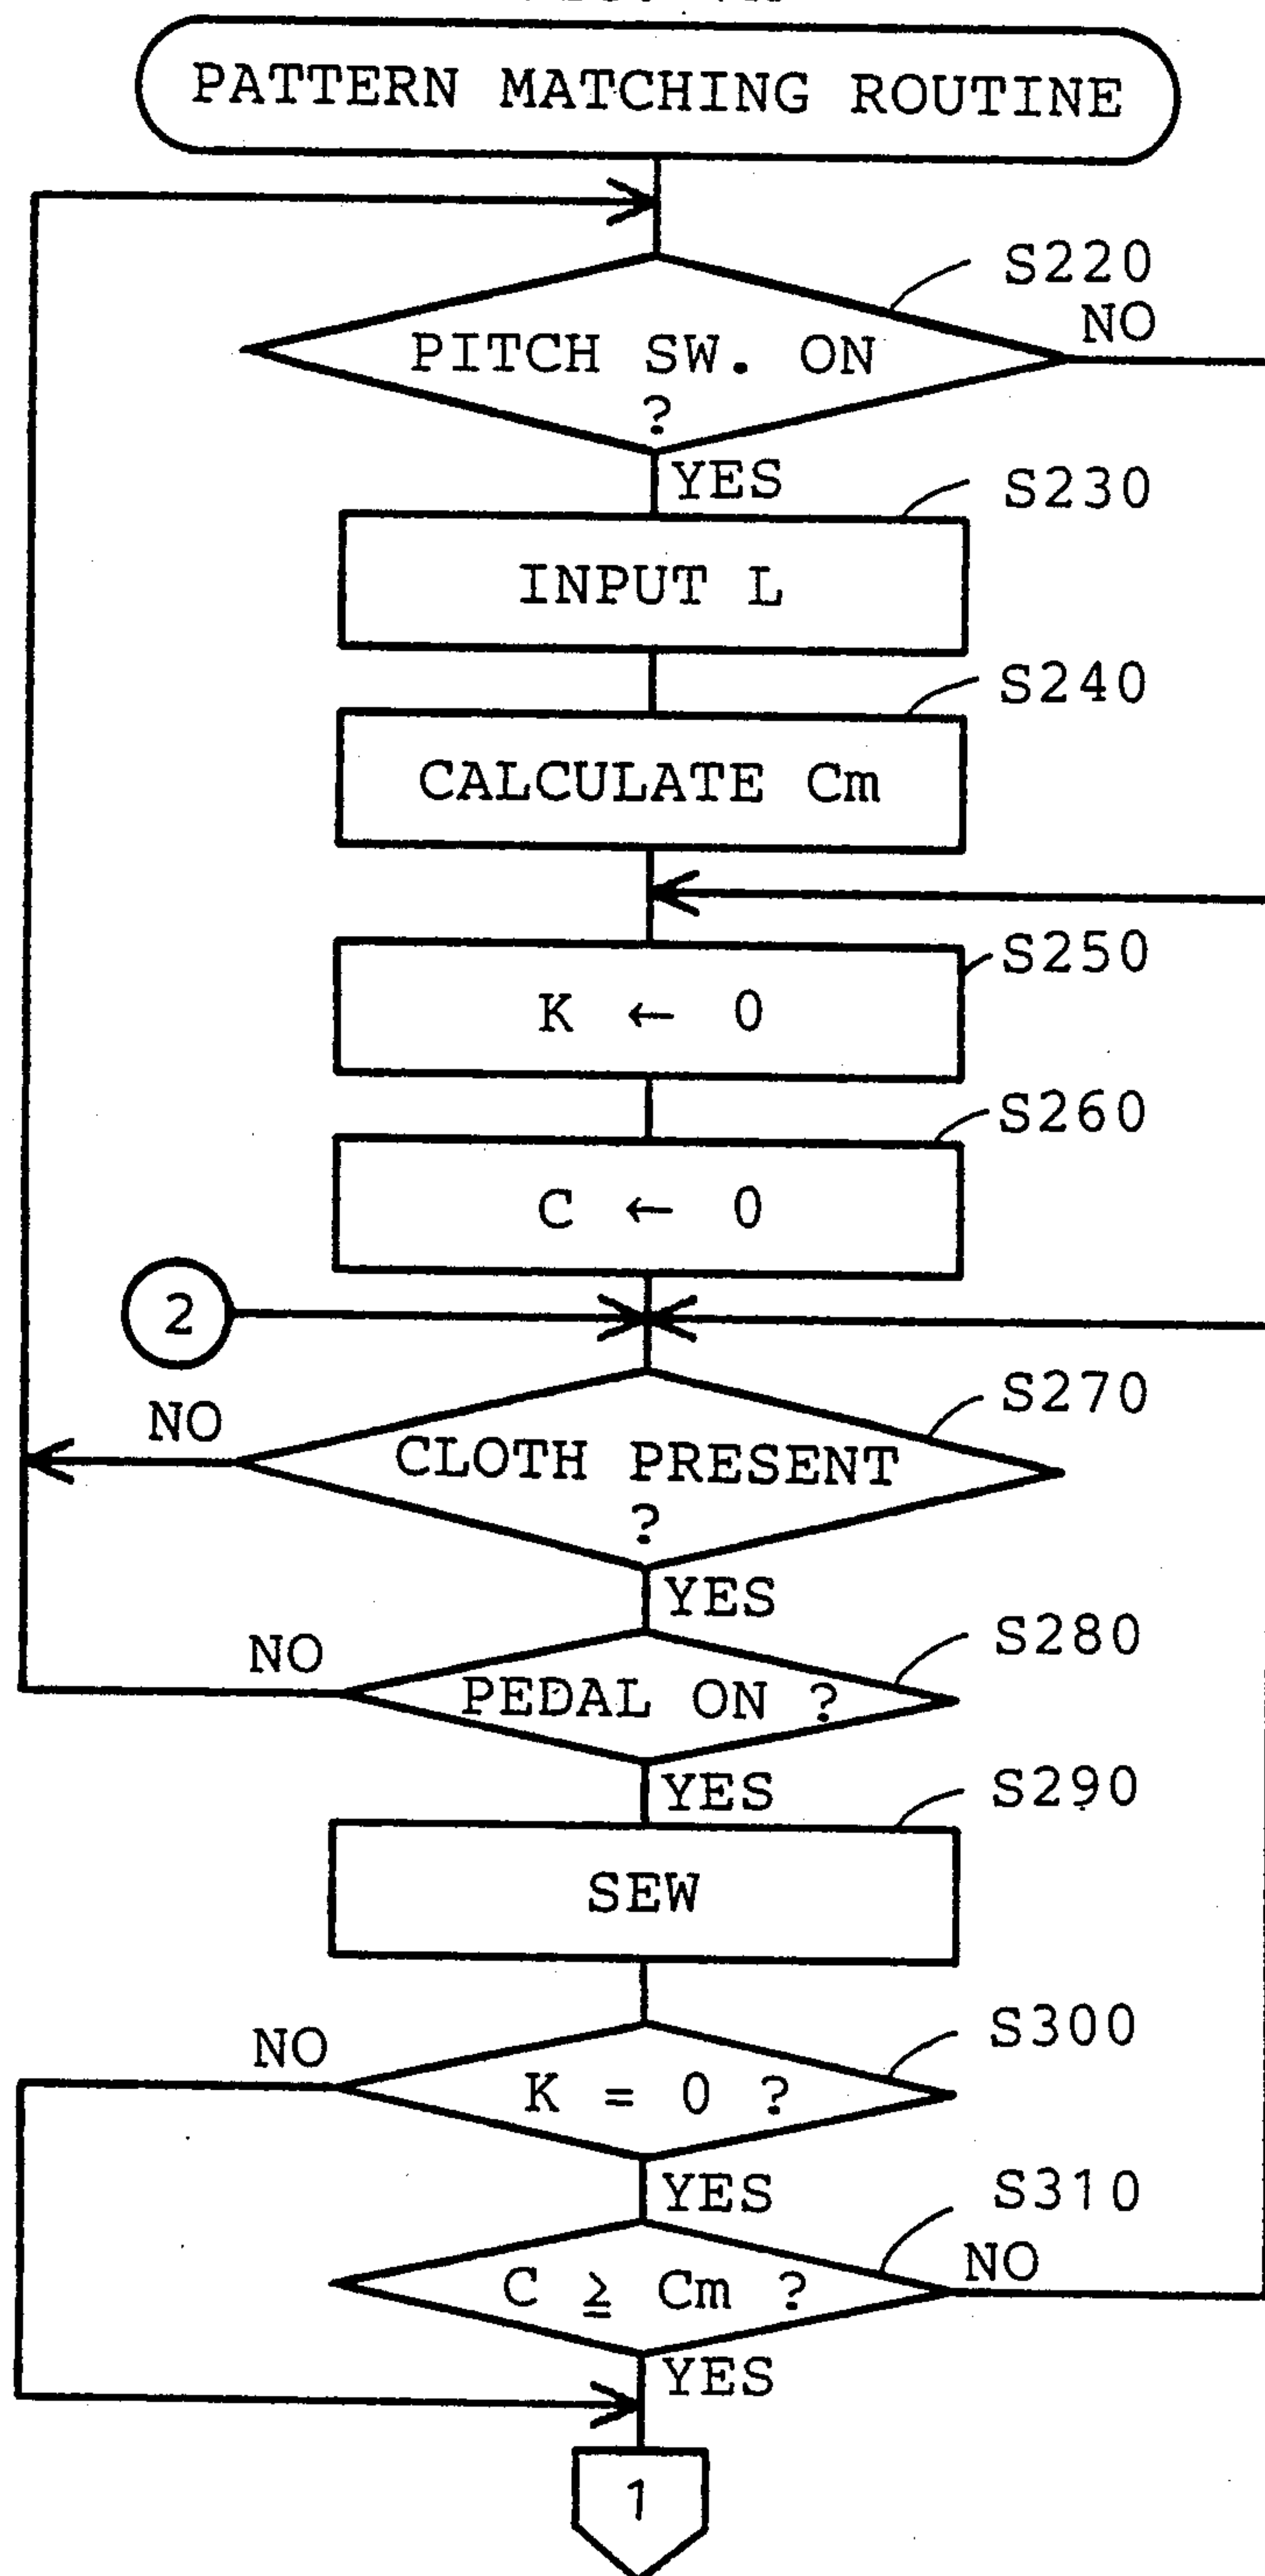 PATTERN MATCHING ROUTINE
S220
NO
PITCH SW. ON
?
YES
S230
INPUT L
S240
CALCULATE Cm
S250
K ← 0
S260
C ← 0
2
S270
NO
CLOTH PRESENT
?
YES
S280
NO
PEDAL ON ?
YES
S290
SEW
S300
NO
K = 0 ?
YES
S310
C ≧ Cm ?
NO
YES
1